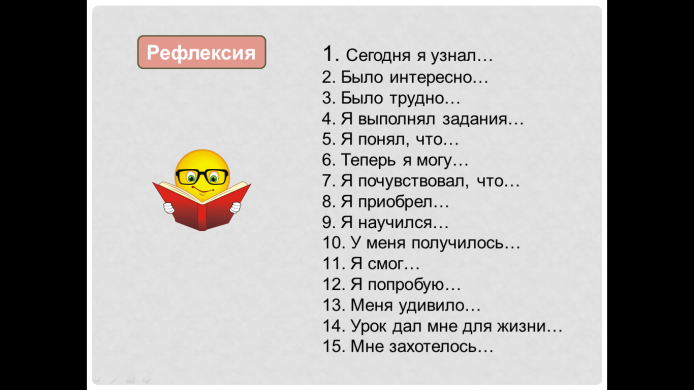 Рефлексия
1. Сегодня я узнал…
2. Было интересно…
3. Было трудно…
4. Я выполнял задания…
5. Я понял, что…
6. Теперь я могу…
7. Я почувствовал, что…
8. Я приобрел…
9. Я научился…
10. У меня получилось…
11. Я смог…
12. Я попробую…
13. Меня удивило…
14. Урок дал мне для жизни…
15. Мне захотелось…